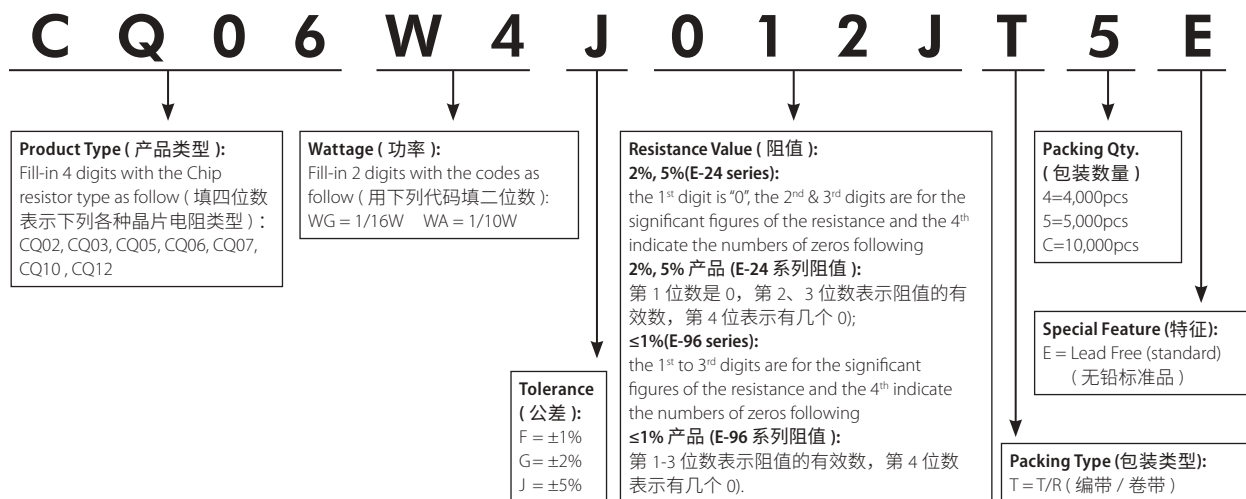 C Q 0 6 W 4 J 0 1 2 J T 5 E
Product Type ( 产品类型 ):
Fill-in 4 digits with the Chip
resistor type as follow ( 填四位数
表示下列各种晶片电阻类型 ) :
CQ02, CQ03, CQ05, CQ06, CQ07,
CQ10 , CQ12
Wattage ( 功率 ):
Fill-in 2 digits with the codes as
follow ( 用下列代码填二位数 ):
WG = 1/16W WA = 1/10W
Tolerance
( 公差 ):
F = ±1%
G= ±2%
J = ±5%
Resistance Value ( 阻值 ):
2%, 5%(E-24 series):
the 1st digit is “0”, the 2nd & 3rd digits are for the
significant figures of the resistance and the 4th
indicate the numbers of zeros following
2%, 5% 产品 (E-24 系列阻值 ):
第 1 位数是 0，第 2、3 位数表示阻值的有
效数，第 4 位表示有几个 0);
≤1%(E-96 series):
the 1st to 3rd digits are for the significant
figures of the resistance and the 4th indicate
the numbers of zeros following
≤1% 产品 (E-96 系列阻值 ):
第 1-3 位数表示阻值的有效数，第 4 位数
表示有几个 0).
Packing Qty.
( 包装数量 )
4=4,000pcs
5=5,000pcs
C=10,000pcs
Special Feature (特征):
E = Lead Free (standard)
( 无铅标准品 )
Packing Type (包装类型):
T = T/R ( 编带 / 卷带 )